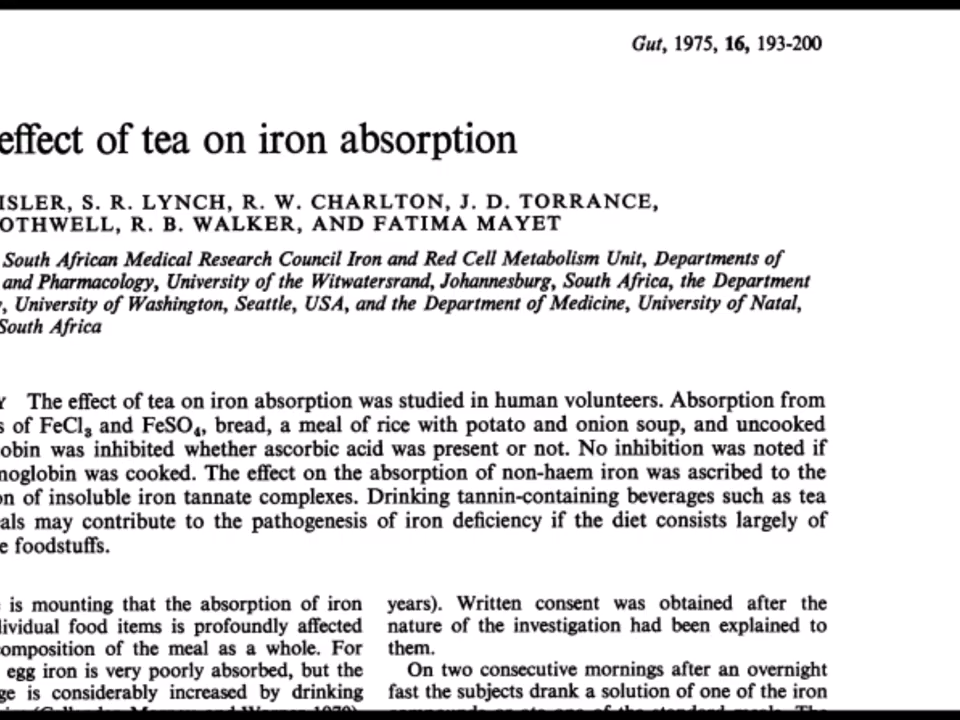 Gut, 1975, 16, 193-200
effect of tea on iron absorption
ISLER, S. R. LYNCH, R. W. CHARLTON, J. D. TORRANCE,
OTHWELL, R. B. WALKER, AND FATIMA MAYET
South African Medical Research Council Iron and Red Cell Metabolism Unit, Departments of
and Pharmacology, University of the Witwatersrand, Johannesburg, South Africa, the Department
, University of Washington, Seattle, USA, and the Department of Medicine, University of Natal,
South Africa
Y The effect of tea on iron absorption was studied in human volunteers. Absorption from
s of FeCl₃ and FeSO₄, bread, a meal of rice with potato and onion soup, and uncooked
obin was inhibited whether ascorbic acid was present or not. No inhibition was noted if
moglobin was cooked. The effect on the absorption of non-haem iron was ascribed to the
on of insoluble iron tannate complexes. Drinking tannin-containing beverages such as tea
als may contribute to the pathogenesis of iron deficiency if the diet consists largely of
e foodstuffs.
is mounting that the absorption of iron
dividual food items is profoundly affected
composition of the meal as a whole. For
egg iron is very poorly absorbed, but the
ge is considerably increased by drinking
years). Written consent was obtained after the
nature of the investigation had been explained to
them.
On two consecutive mornings after an overnight
fast the subjects drank a solution of one of the iron